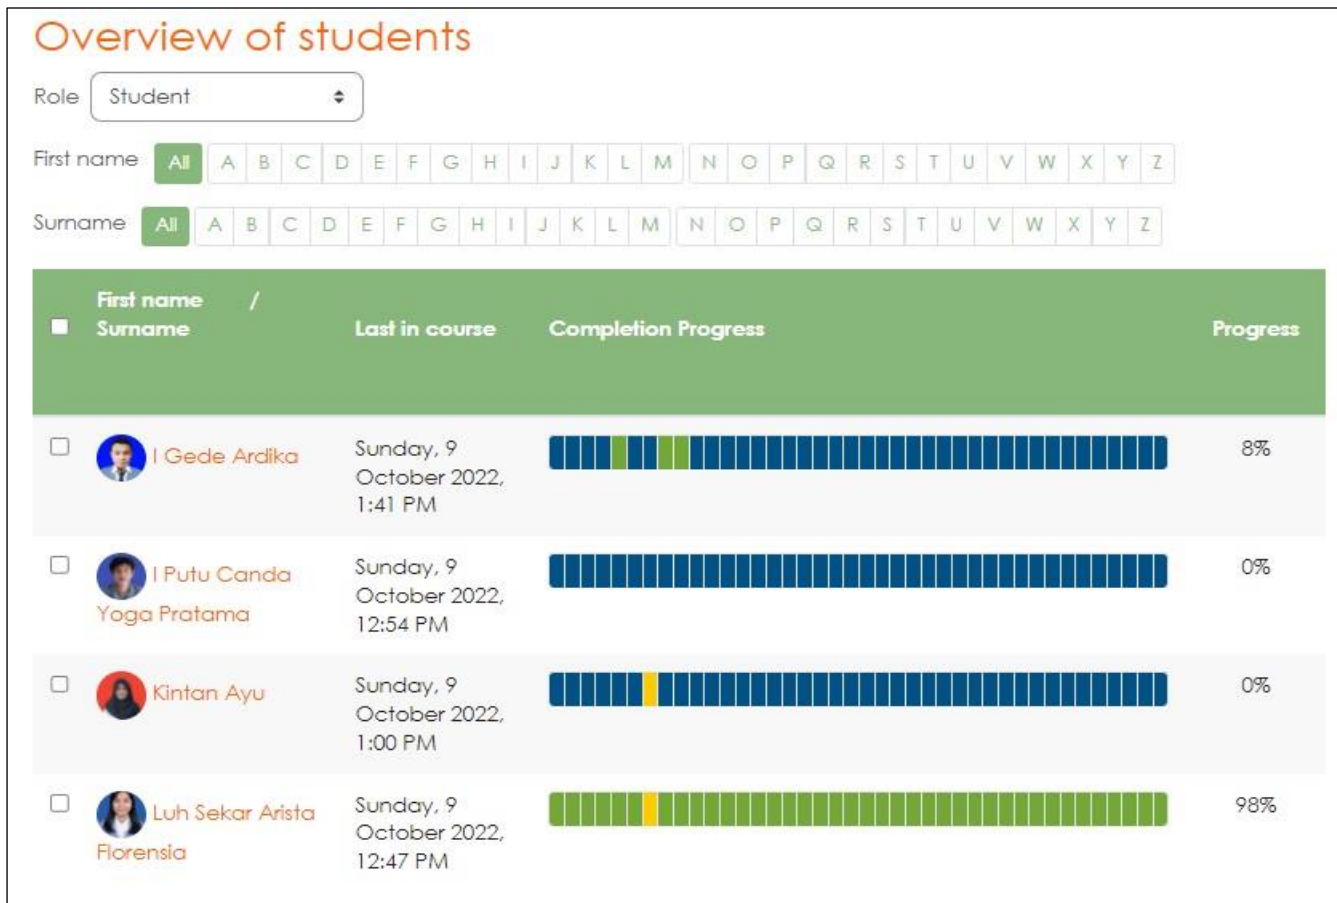 Overview of students
Role Student
First name All A B C D E F G H I J K L M N O P Q R S T U V W X Y Z
Surname All A B C D E F G H I J K L M N O P Q R S T U V W X Y Z
First name /
Surname Last in course Completion Progress Progress
I Gede Ardika Sunday, 9 8%
October 2022,
1:41 PM
I Putu Canda Sunday, 9 0%
Yoga Pratama October 2022,
12:54 PM
Kintan Ayu Sunday, 9 0%
October 2022,
1:00 PM
Luh Sekar Arista Sunday, 9 98%
Florensia October 2022,
12:47 PM